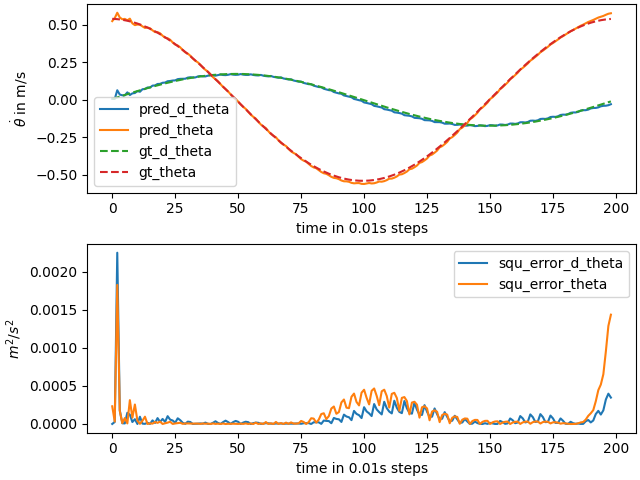 0.50
0.25
0.00
−0.25
−0.50
θ̇ in m/s
pred_d_theta
pred_theta
gt_d_theta
gt_theta
0 25 50 75 100 125 150 175 200
time in 0.01s steps
0.0020
0.0015
0.0010
0.0005
0.0000
m²/s²
squ_error_d_theta
squ_error_theta
0 25 50 75 100 125 150 175 200
time in 0.01s steps